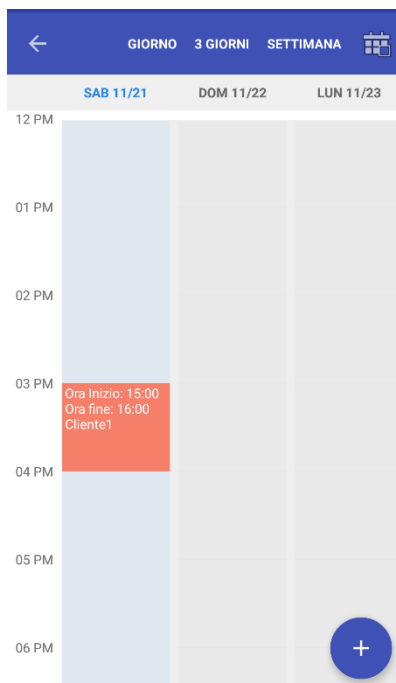 GIORNO 3 GIORNI SETTIMANA
SAB 11/21 DOM 11/22 LUN 11/23
12 PM
01 PM
02 PM
03 PM
Ora Inizio: 15:00
Ora fine: 16:00
Cliente1
04 PM
05 PM
06 PM